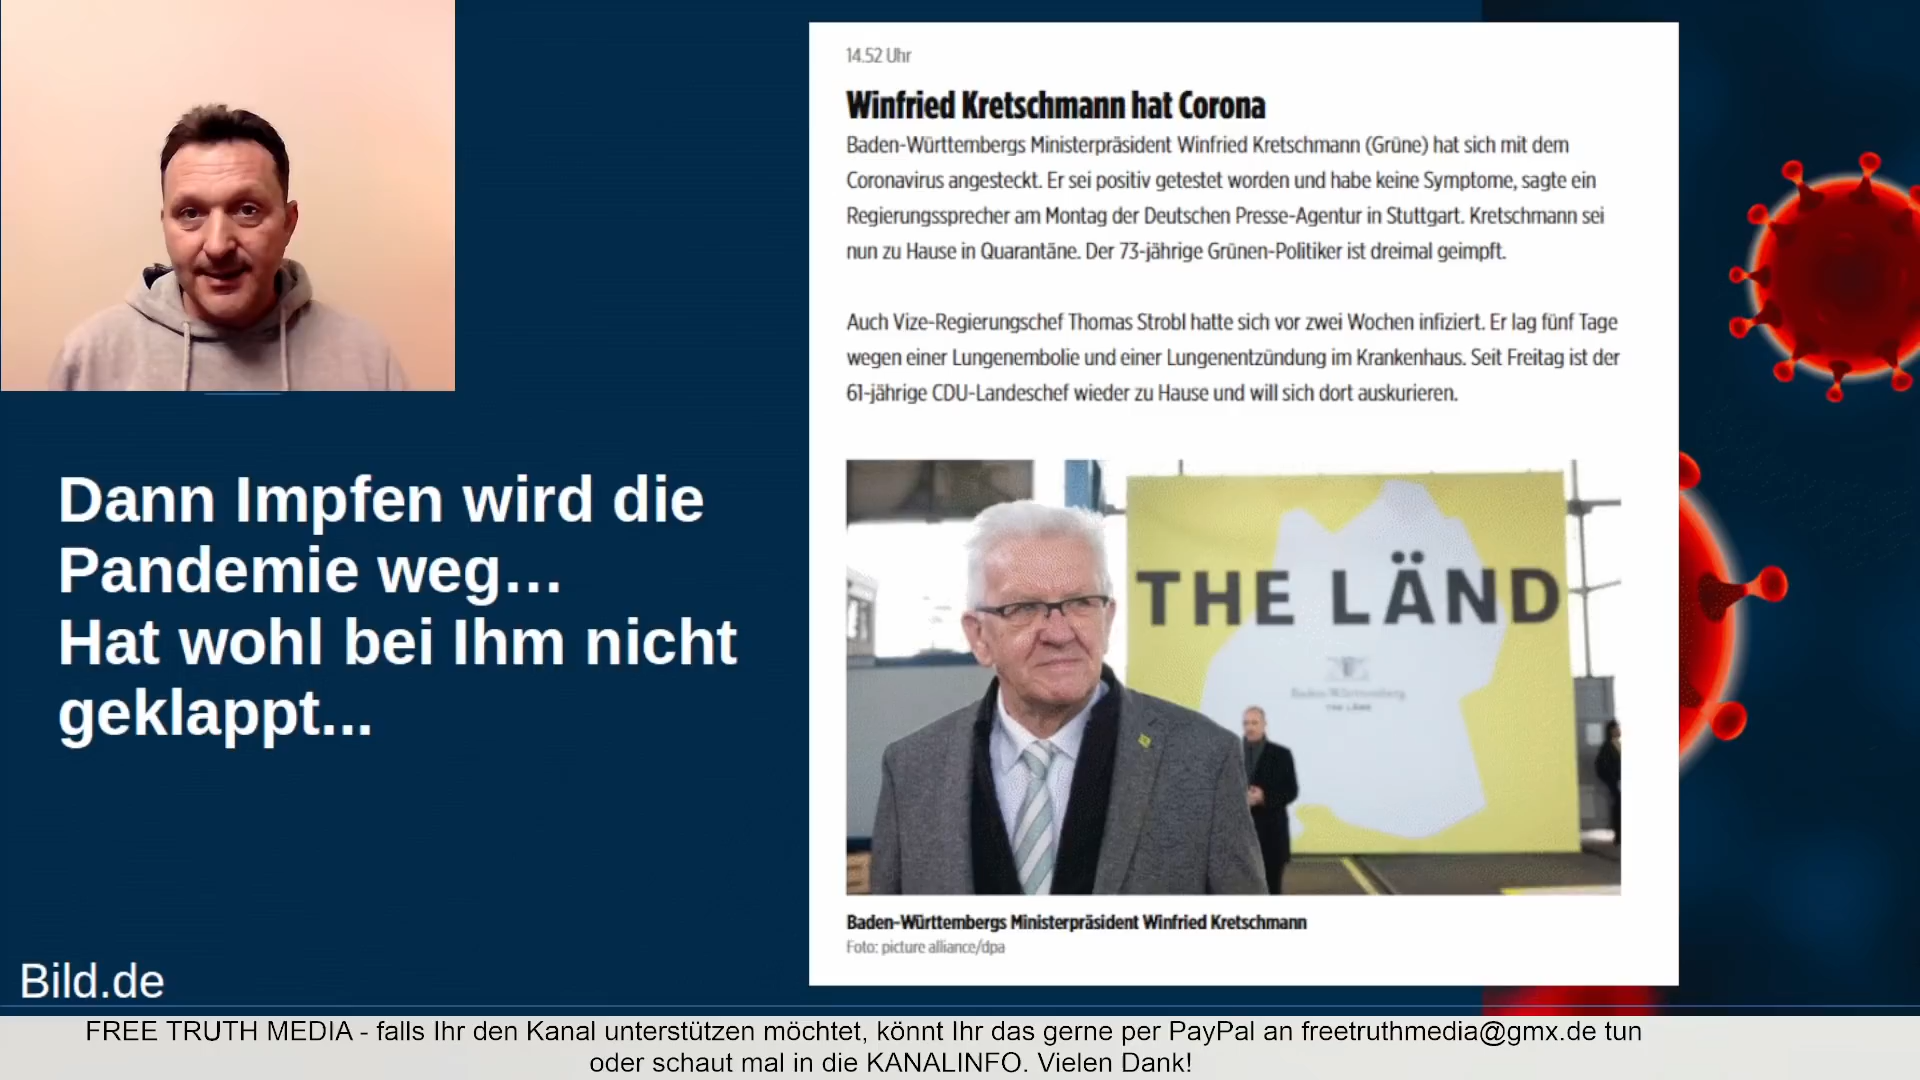 14.52 Uhr
Winfried Kretschmann hat Corona
Baden-Württembergs Ministerpräsident Winfried Kretschmann (Grüne) hat sich mit dem
Coronavirus angesteckt. Er sei positiv getestet worden und habe keine Symptome, sagte ein
Regierungssprecher am Montag der Deutschen Presse-Agentur in Stuttgart. Kretschmann sei
nun zu Hause in Quarantäne. Der 73-jährige Grünen-Politiker ist dreimal geimpft.
Auch Vize-Regierungschef Thomas Strobl hatte sich vor zwei Wochen infiziert. Er lag fünf Tage
wegen einer Lungenembolie und einer Lungenentzündung im Krankenhaus. Seit Freitag ist der
61-jährige CDU-Landeschef wieder zu Hause und will sich dort auskurieren.
THE LÄND
Baden-Württemberg
THE LÄND
Baden-Württembergs Ministerpräsident Winfried Kretschmann
Foto: picture alliance/dpa
Dann Impfen wird die
Pandemie weg…
Hat wohl bei Ihm nicht
geklappt...
Bild.de
FREE TRUTH MEDIA - falls Ihr den Kanal unterstützen möchtet, könnt Ihr das gerne per PayPal an freetruthmedia@gmx.de tun
oder schaut mal in die KANALINFO. Vielen Dank!